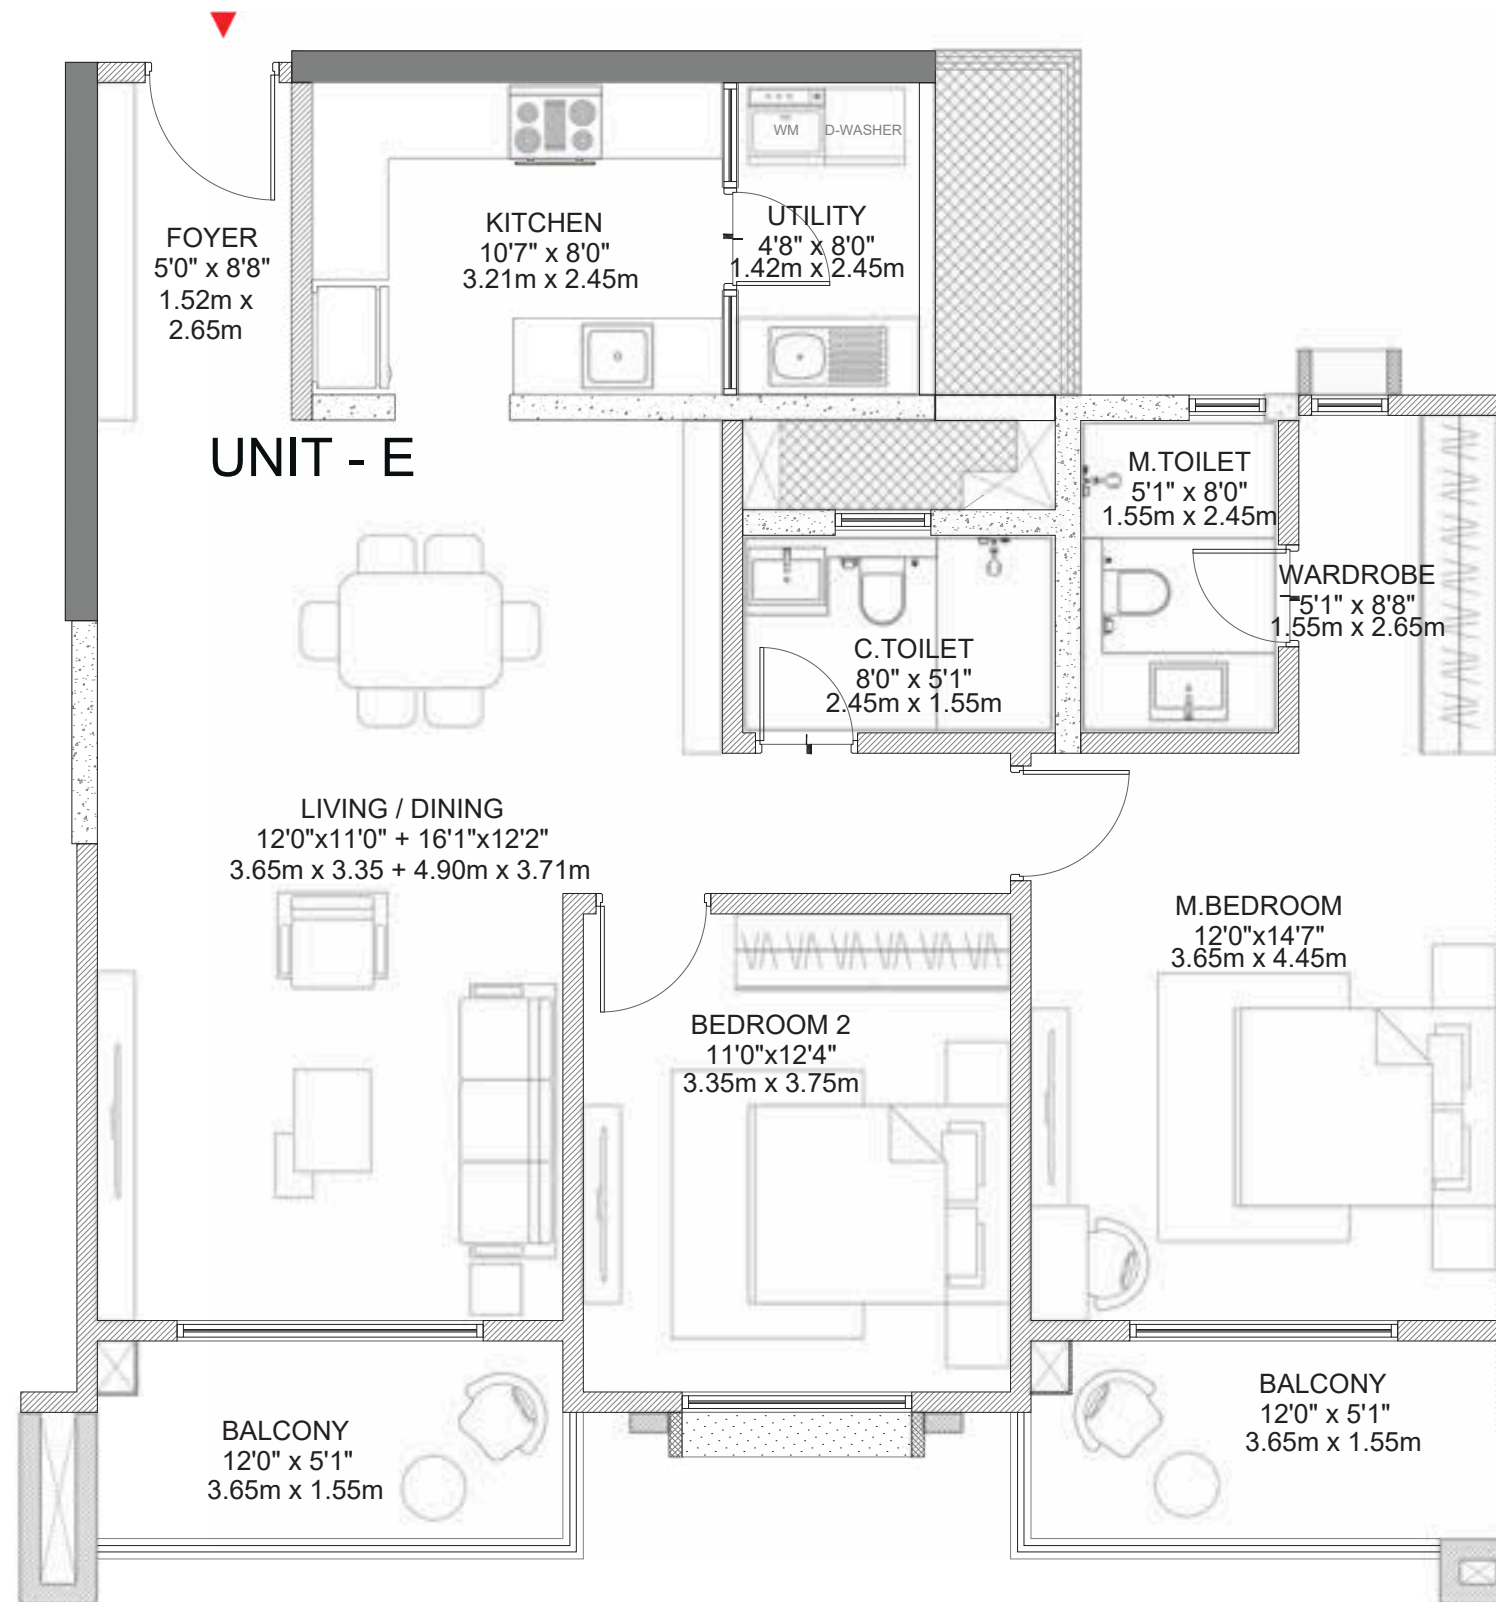 FOYER
5'0" x 8'8"
1.52m x
2.65m
KITCHEN
10'7" x 8'0"
3.21m x 2.45m
WM
D-WASHER
UTILITY
4'8" x 8'0"
1.42m x 2.45m
UNIT - E
M.TOILET
5'1" x 8'0"
1.55m x 2.45m
WARDROBE
5'1" x 8'8"
1.55m x 2.65m
C.TOILET
8'0" x 5'1"
2.45m x 1.55m
LIVING / DINING
12'0"x11'0" + 16'1"x12'2"
3.65m x 3.35 + 4.90m x 3.71m
M.BEDROOM
12'0"x14'7"
3.65m x 4.45m
BEDROOM 2
11'0"x12'4"
3.35m x 3.75m
BALCONY
12'0" x 5'1"
3.65m x 1.55m
BALCONY
12'0" x 5'1"
3.65m x 1.55m